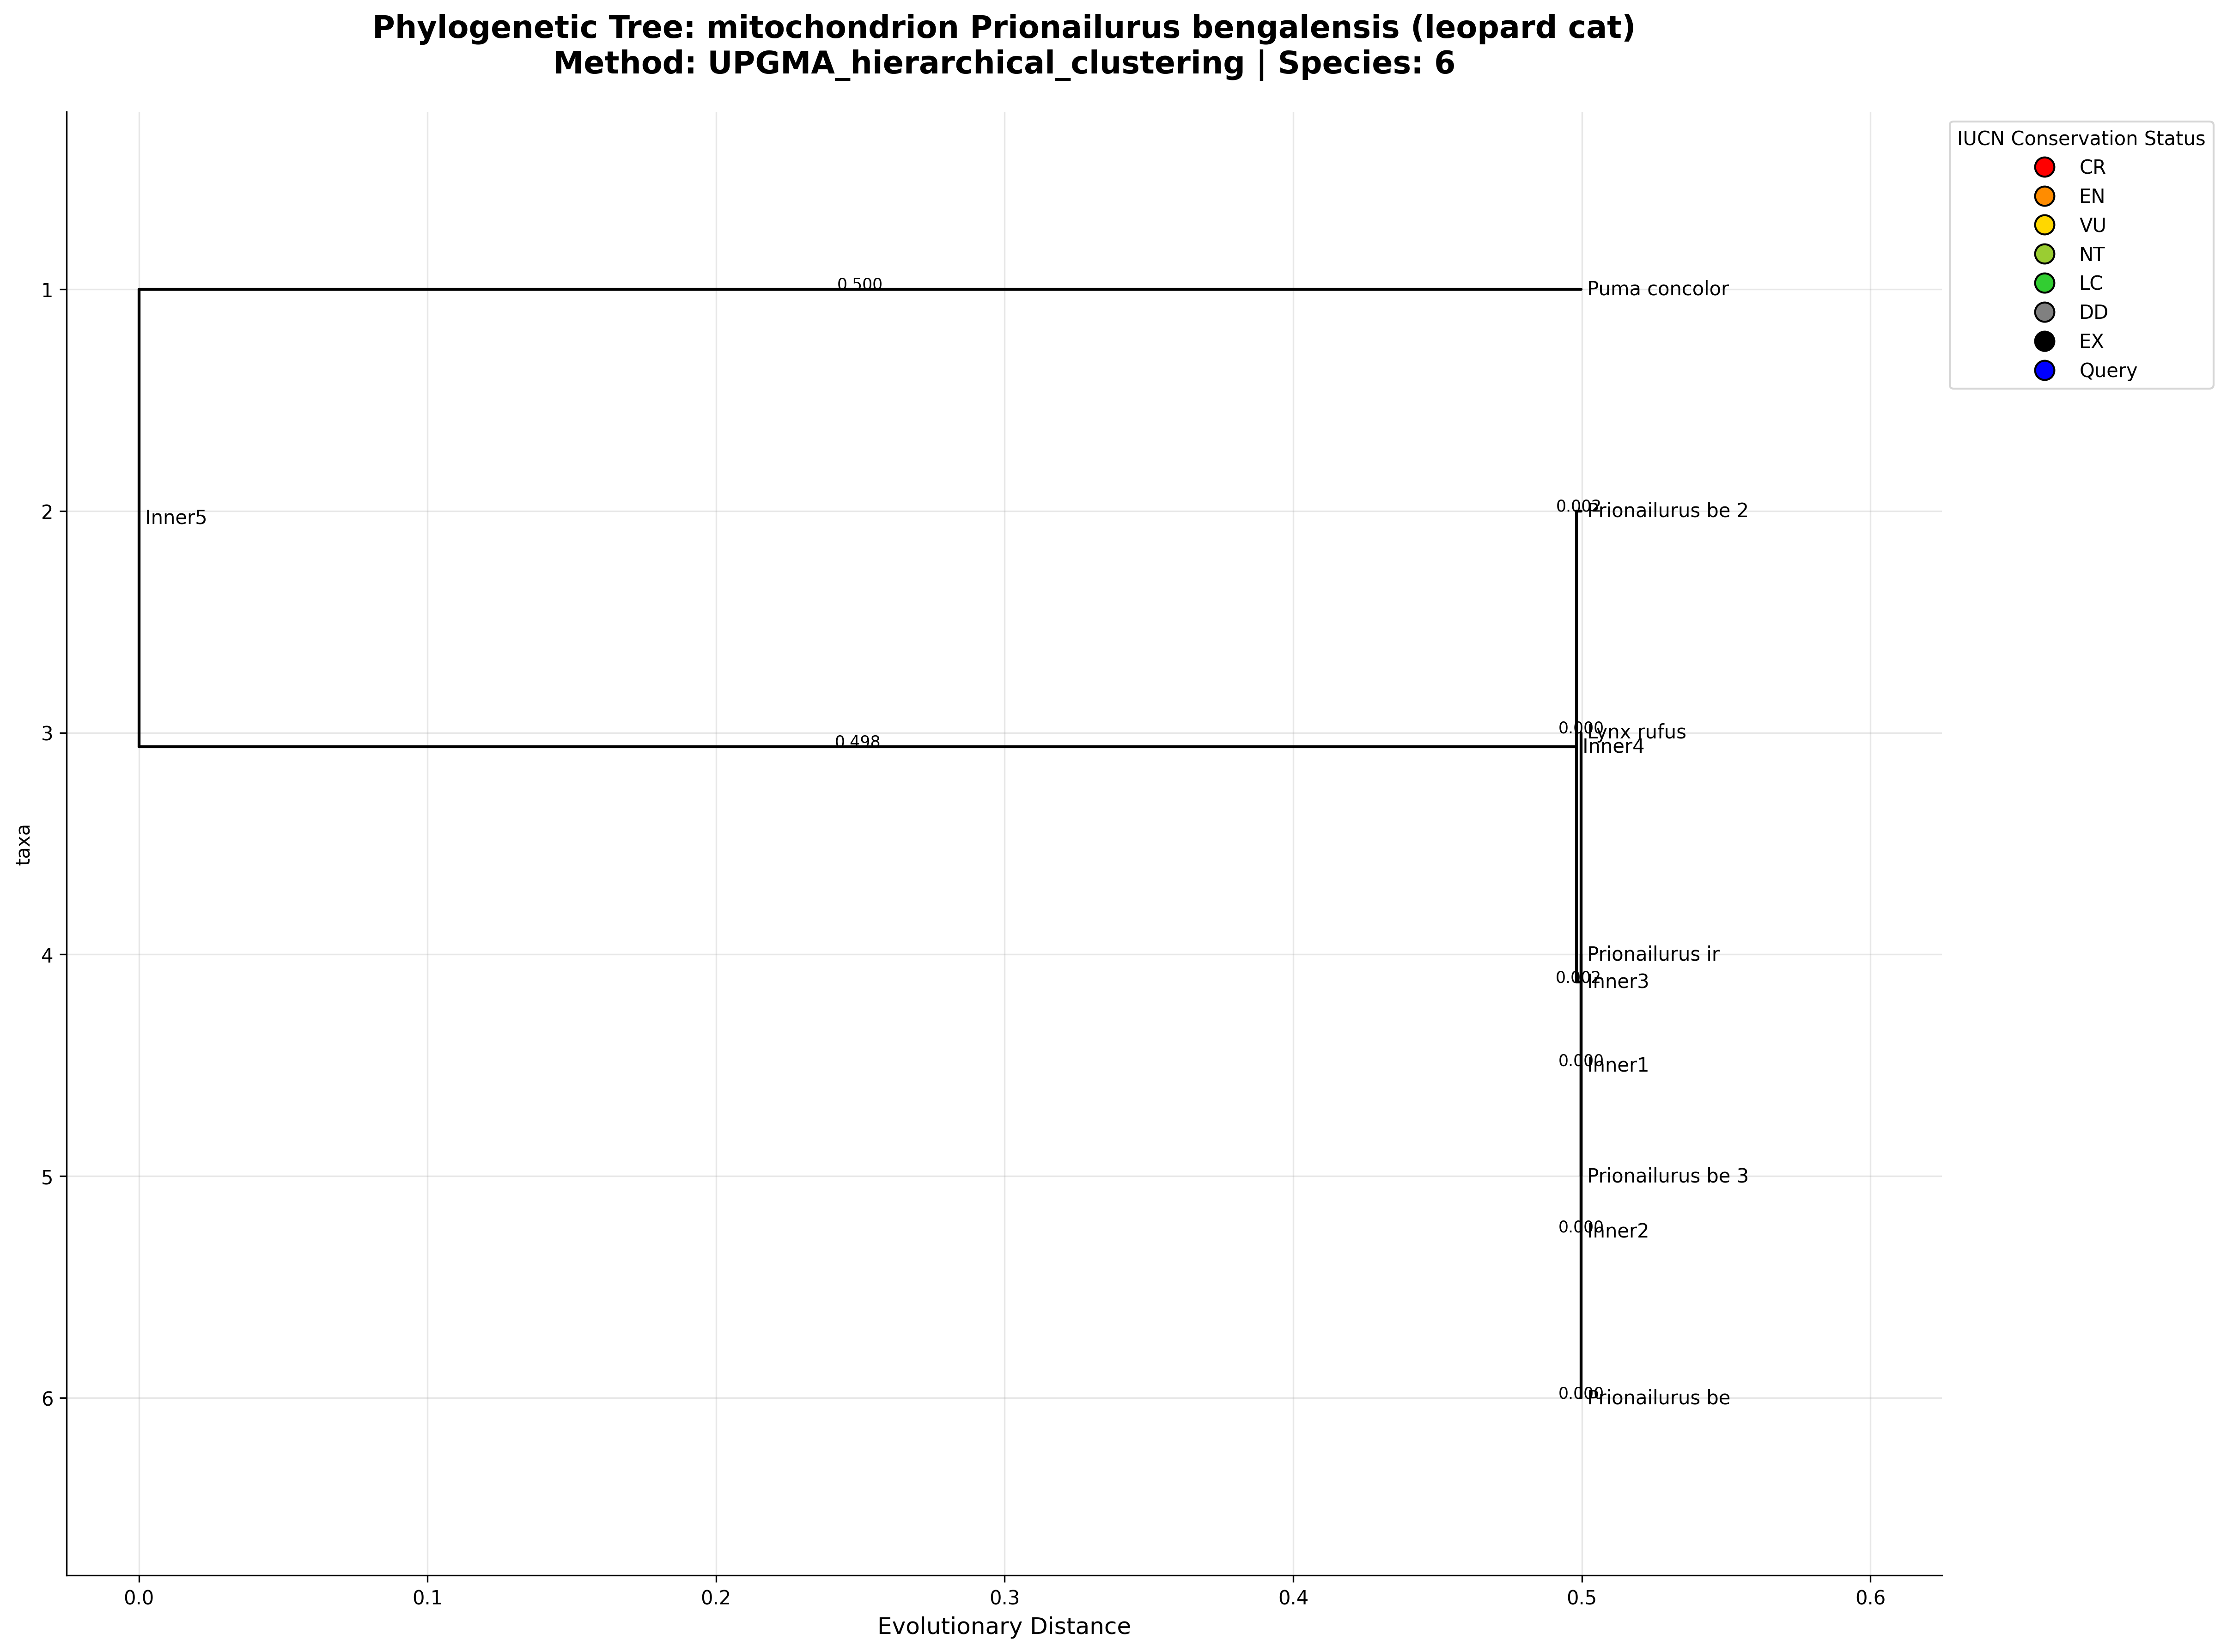 Phylogenetic Tree: mitochondrion Prionailurus bengalensis (leopard cat)
Method: UPGMA_hierarchical_clustering | Species: 6
IUCN Conservation Status
CR
EN
VU
NT
LC
DD
EX
Query
1
0.500
Puma concolor
2
Inner5
0.002
Prionailurus be 2
3
0.000
Lynx rufus
0.498
Inner4
taxa
4
Prionailurus ir
0.002
Inner3
0.000
Inner1
5
Prionailurus be 3
0.000
Inner2
6
0.000
Prionailurus be
0.0
0.1
0.2
0.3
0.4
0.5
0.6
Evolutionary Distance